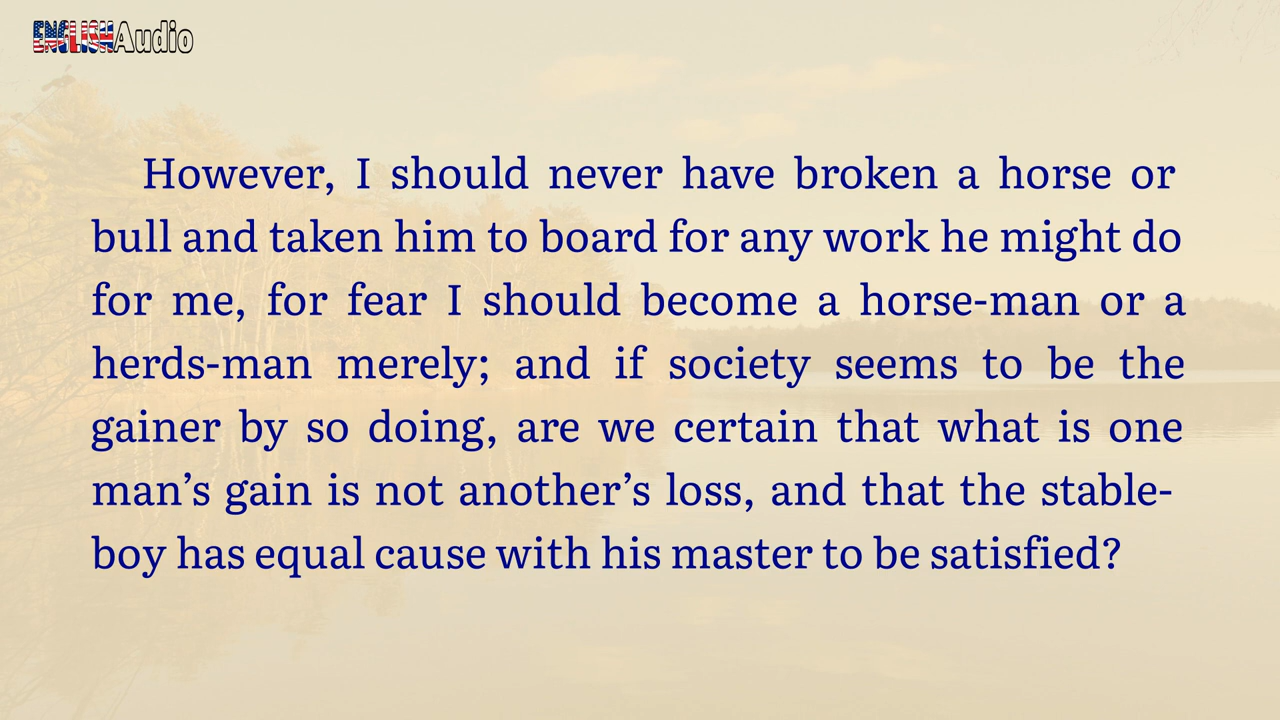 ENGLISHAudio
However, I should never have broken a horse or
bull and taken him to board for any work he might do
for me, for fear I should become a horse-man or a
herds-man merely; and if society seems to be the
gainer by so doing, are we certain that what is one
man’s gain is not another’s loss, and that the stable-
boy has equal cause with his master to be satisfied?